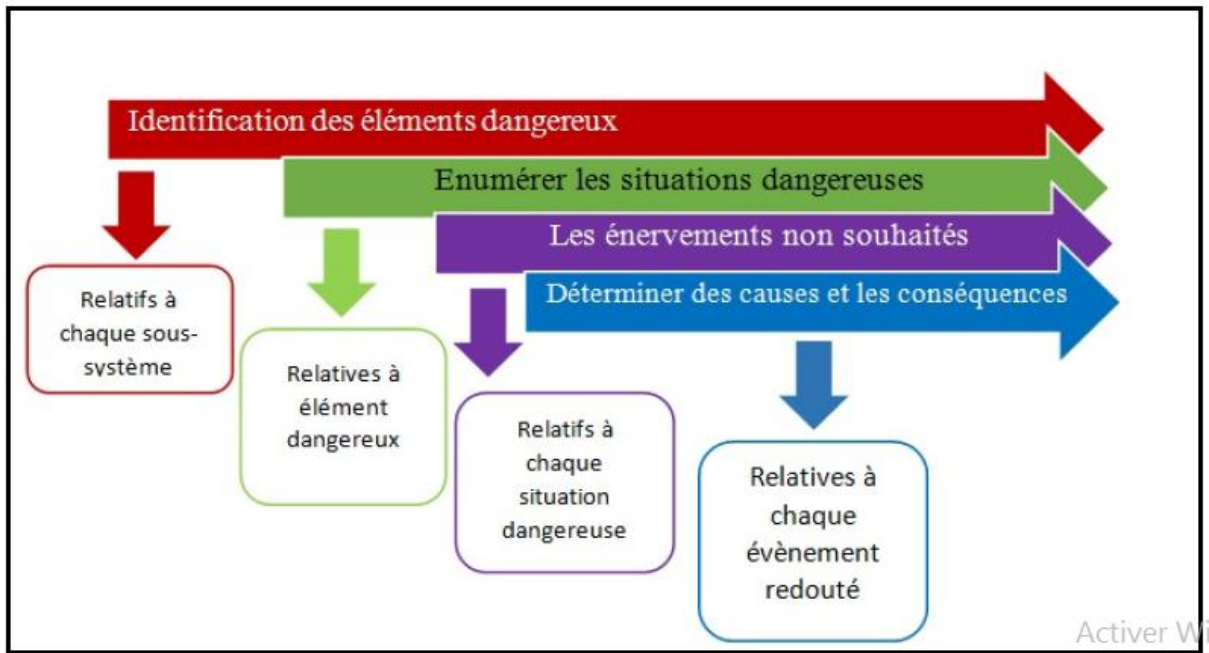 Identification des éléments dangereux
Enumérer les situations dangereuses
Les énervements non souhaités
Déterminer des causes et les conséquences
Relatifs à
chaque sous-
système
Relatives à
élément
dangereux
Relatifs à
chaque
situation
dangereuse
Relatives à
chaque
évènement
redouté
Activer Wi